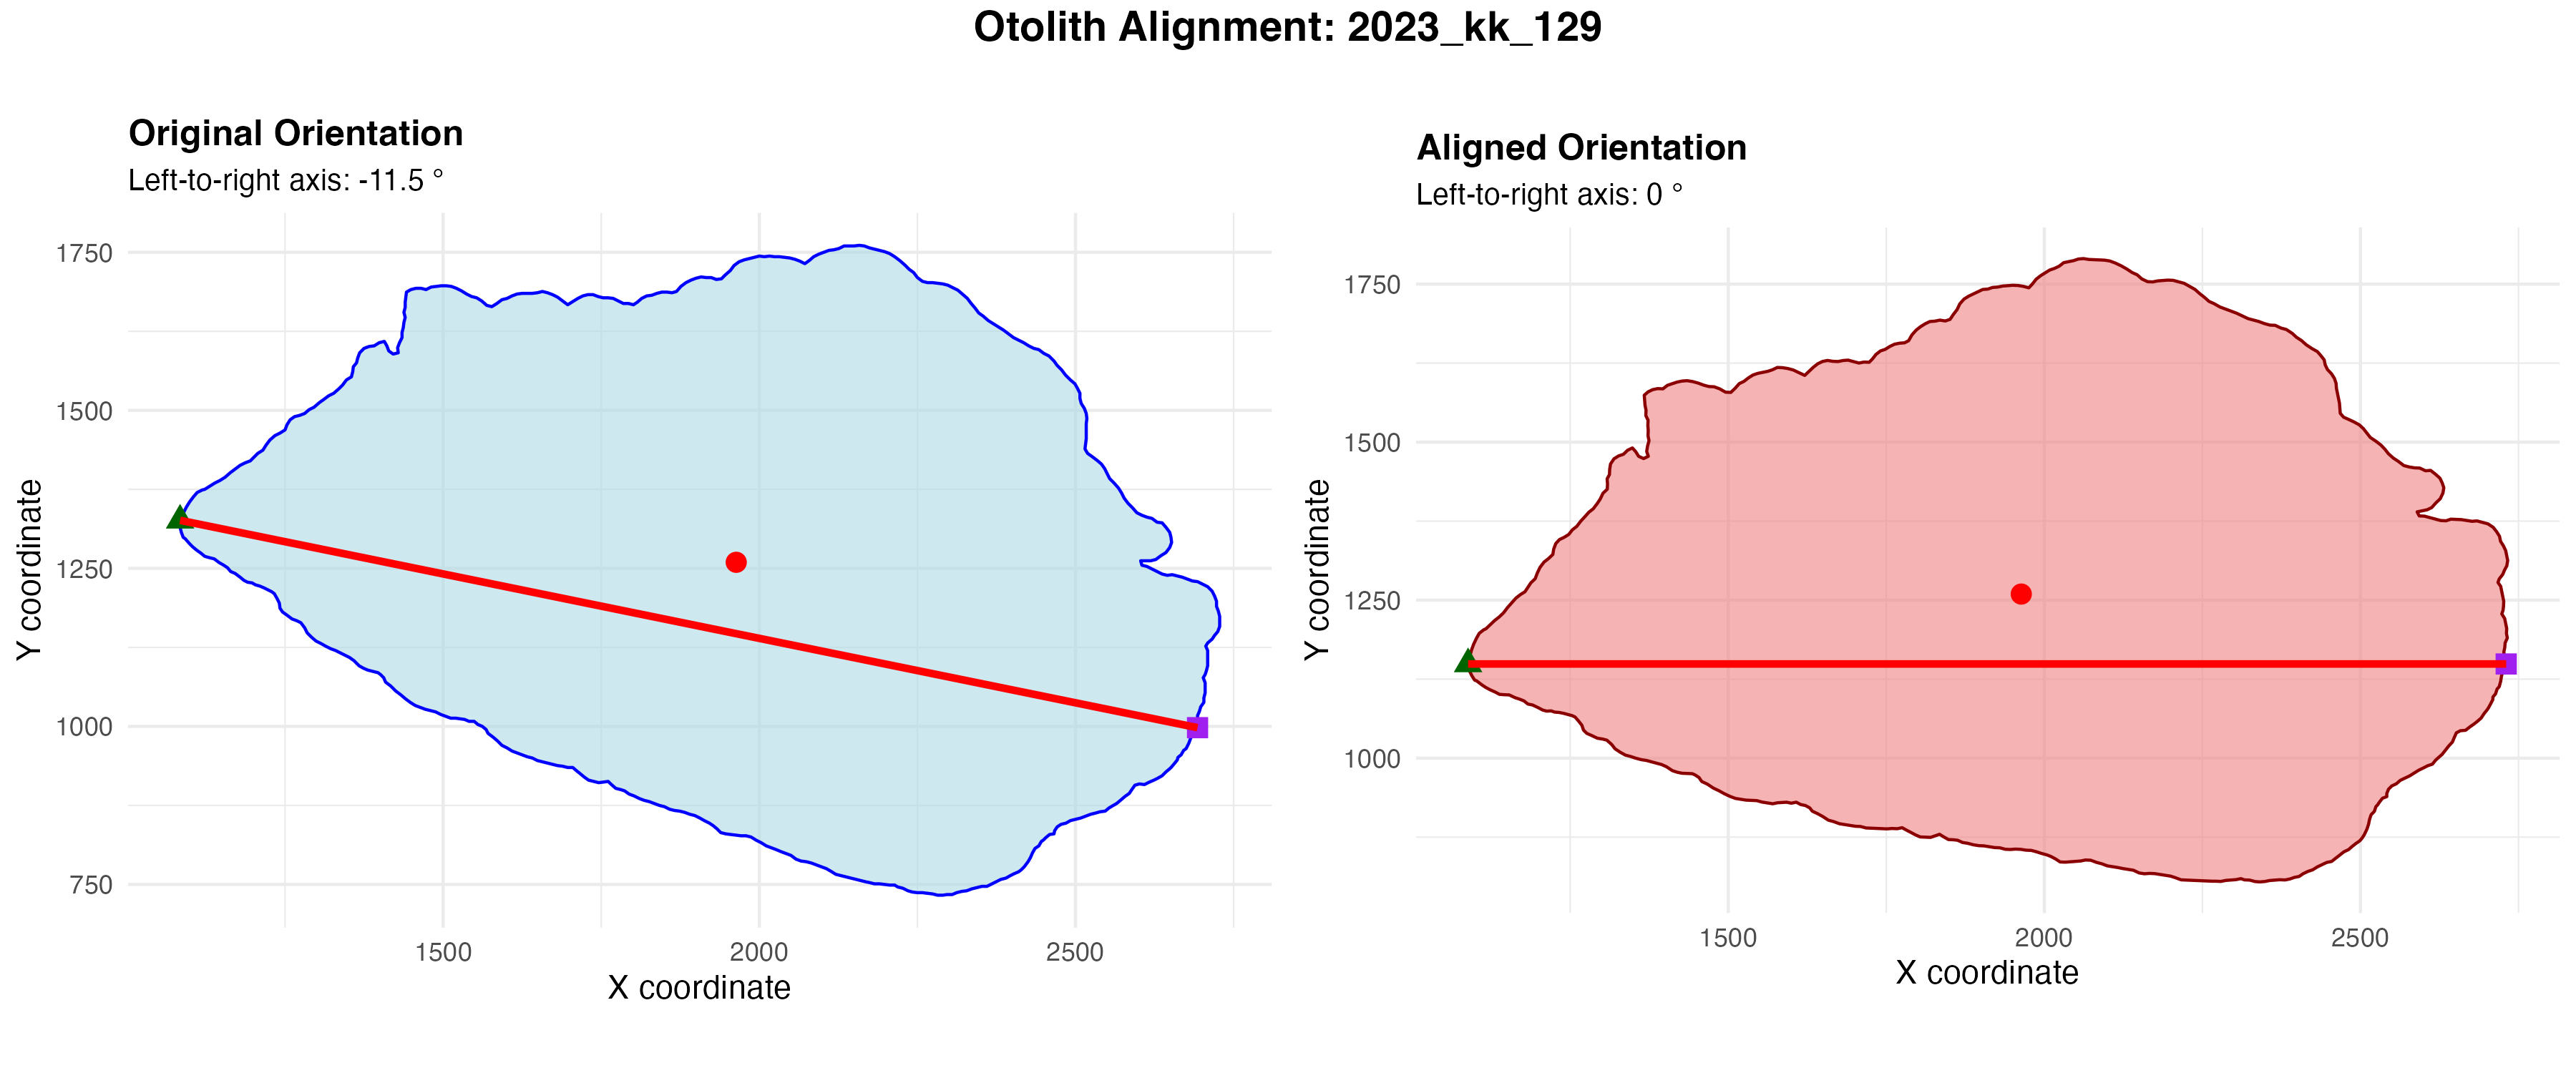 Otolith Alignment: 2023_kk_129
Original Orientation
Left-to-right axis: -11.5 °
1750
1500
1250
1000
750
Y coordinate
1500
2000
2500
X coordinate
Aligned Orientation
Left-to-right axis: 0 °
1750
1500
1250
1000
Y coordinate
1500
2000
2500
X coordinate